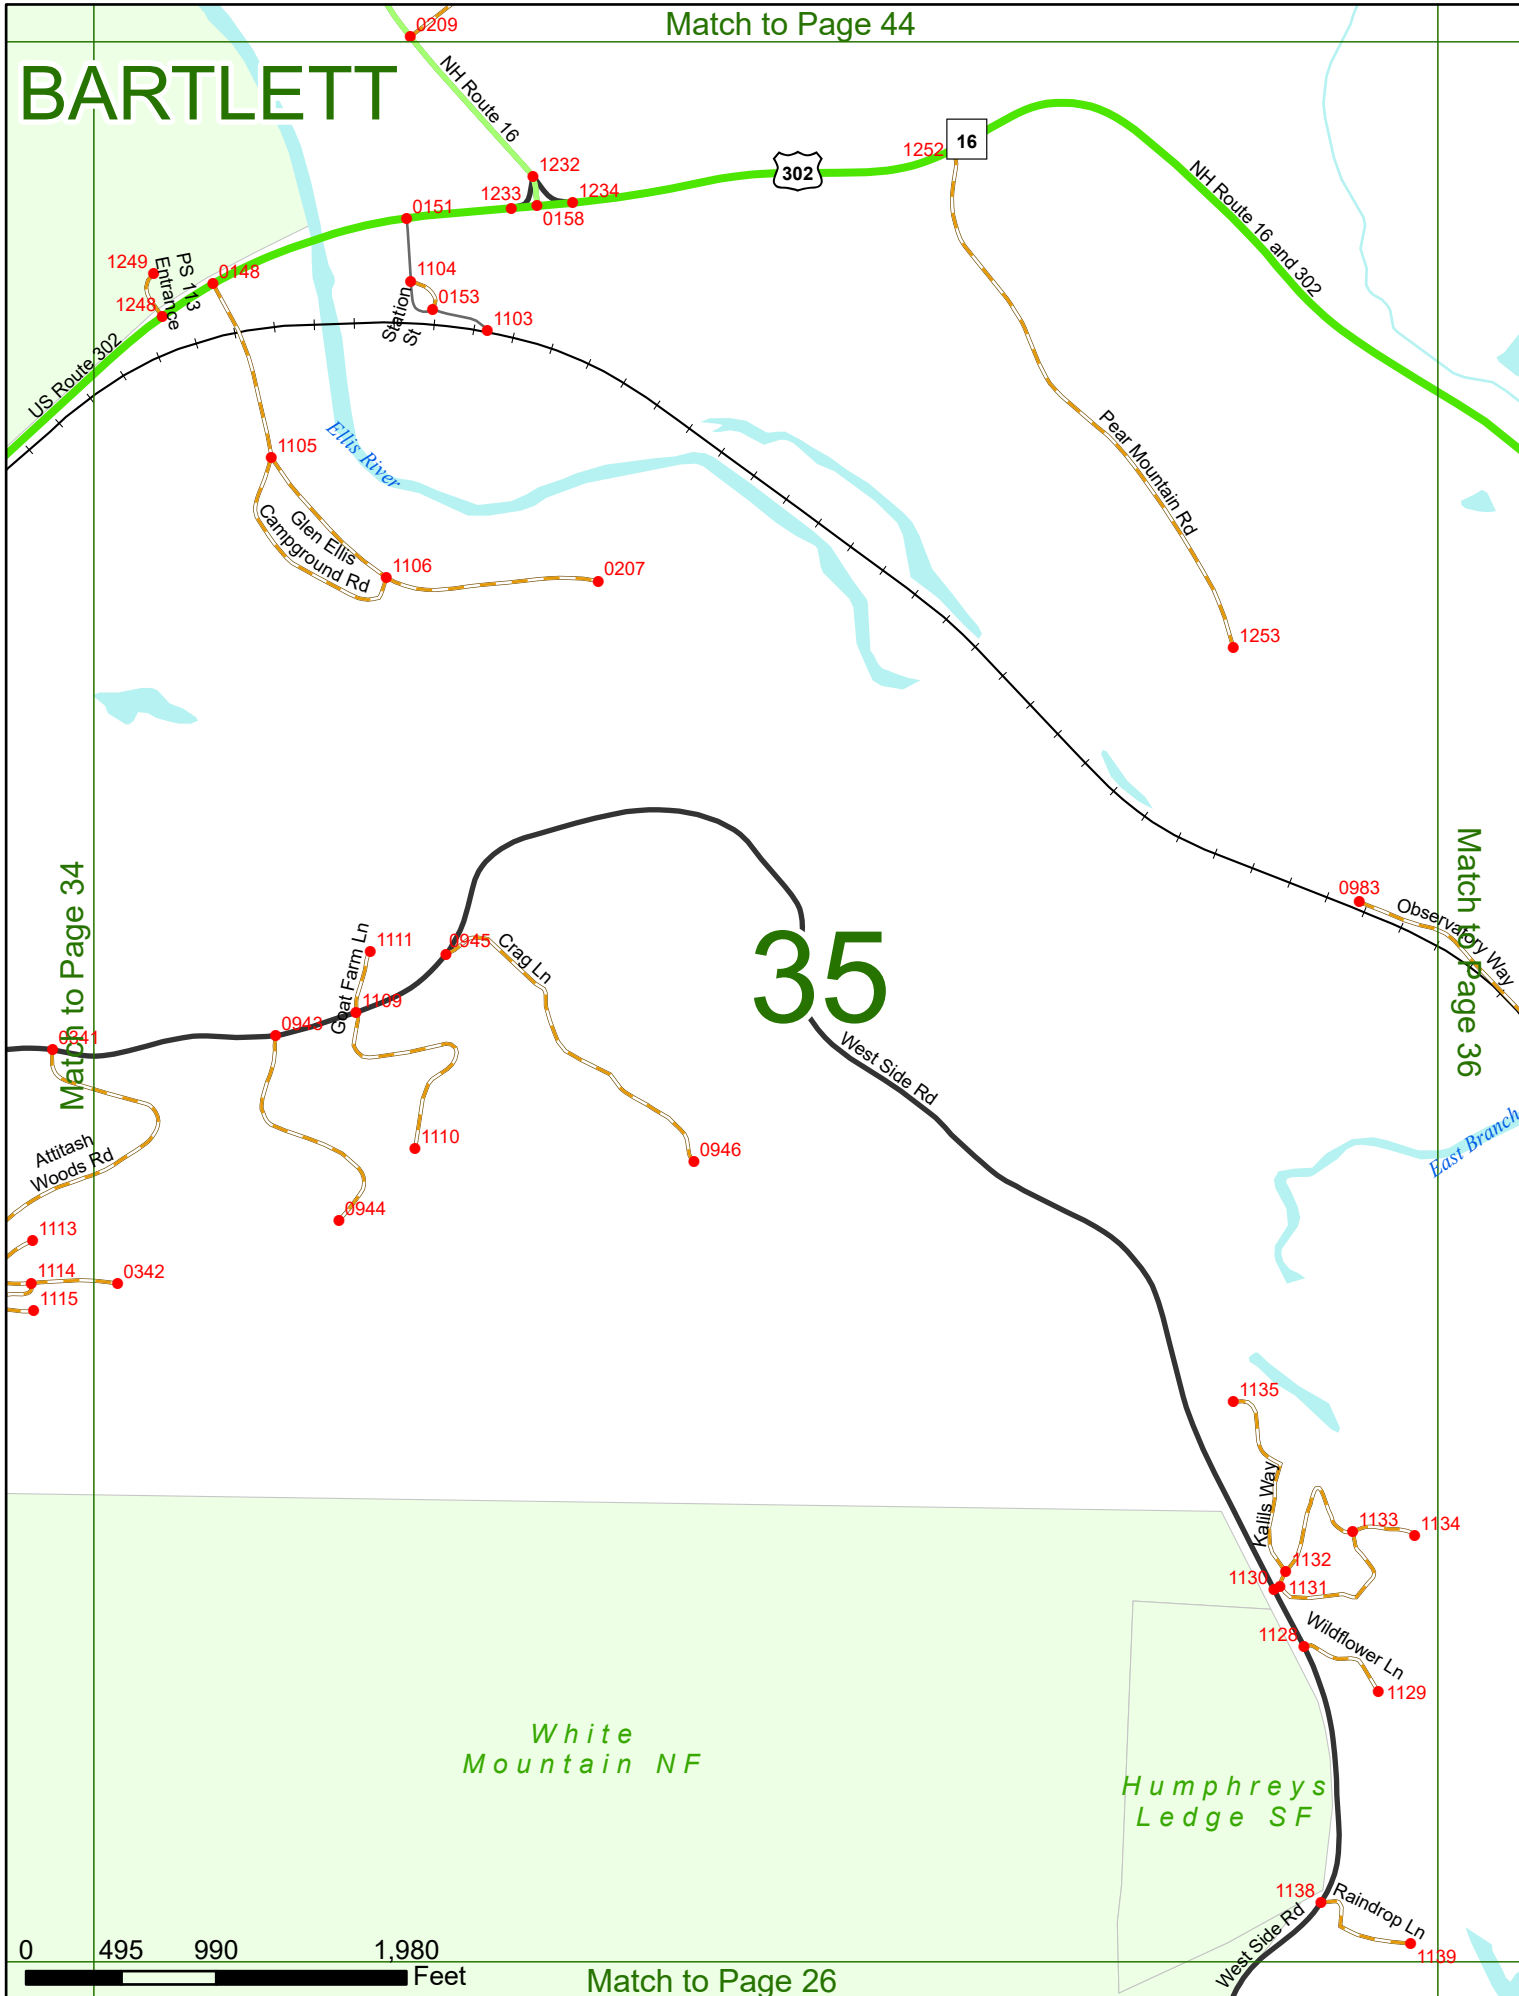 Match to Page 44
0209
BARTLETT
NH Route 16
16
1252
302
1232
1233
1234
0158
0151
NH Route 16 and 302
1249
PS 113
Entrance
0148
1248
1104
0153
Station
St
1103
US Route 302
Ellis River
1105
Pear Mountain Rd
Glen Ellis
Campground Rd
1106
0207
1253
Match to Page 34
Match to Page 36
0983
Observatory Way
Goat Farm Ln
1111
0945
Crag Ln
35
1109
0943
0341
West Side Rd
1110
0946
Attitash
Woods Rd
East Branch
0944
1113
1114
0342
1115
1135
Kalils Way
1133
1134
1132
1130
1131
1128
Wildflower Ln
1129
White
Mountain NF
Humphreys
Ledge SF
1138
Raindrop Ln
West Side Rd
1139
0 495 990 1,980
Feet
Match to Page 26